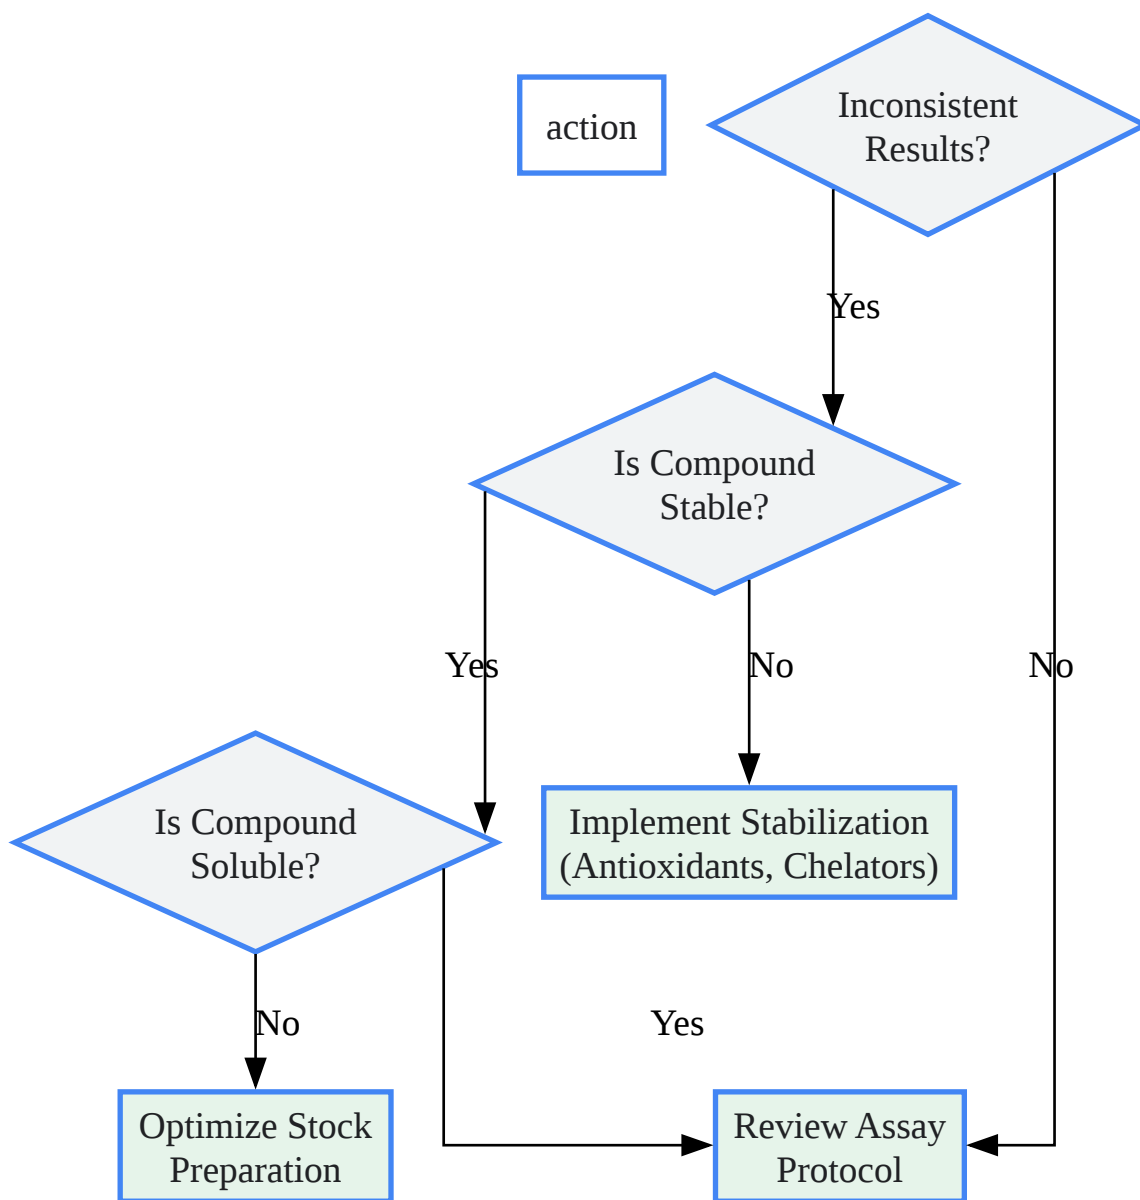 action
Inconsistent
Results?
Yes
Is Compound
Stable?
Yes
No
No
Is Compound
Soluble?
Implement Stabilization
(Antioxidants, Chelators)
No
Yes
Optimize Stock
Preparation
Review Assay
Protocol